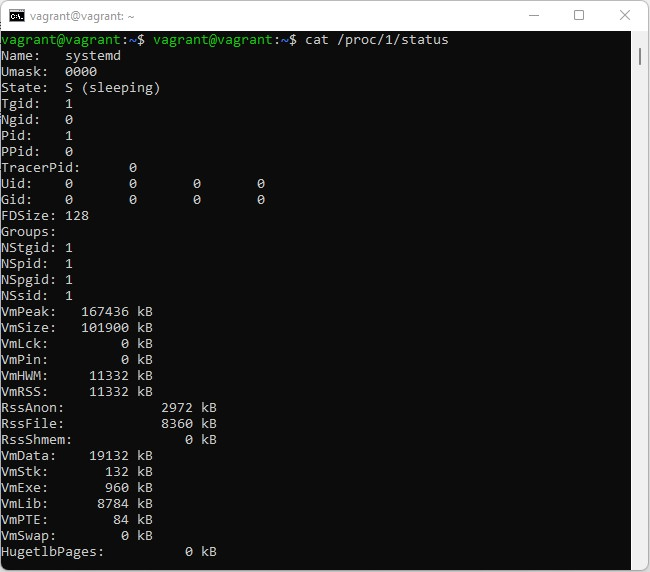 vagrant@vagrant: ~
vagrant@vagrant:~$ vagrant@vagrant:~$ cat /proc/1/status
Name:   systemd
Umask:  0000
State:  S (sleeping)
Tgid:   1
Ngid:   0
Pid:    1
PPid:   0
TracerPid:      0
Uid:    0       0       0       0
Gid:    0       0       0       0
FDSize: 128
Groups:
NStgid: 1
NSpid:  1
NSpgid: 1
NSsid:  1
VmPeak:   167436 kB
VmSize:   101900 kB
VmLck:         0 kB
VmPin:         0 kB
VmHWM:     11332 kB
VmRSS:     11332 kB
RssAnon:            2972 kB
RssFile:            8360 kB
RssShmem:              0 kB
VmData:    19132 kB
VmStk:       132 kB
VmExe:       960 kB
VmLib:      8784 kB
VmPTE:        84 kB
VmSwap:        0 kB
HugetlbPages:          0 kB